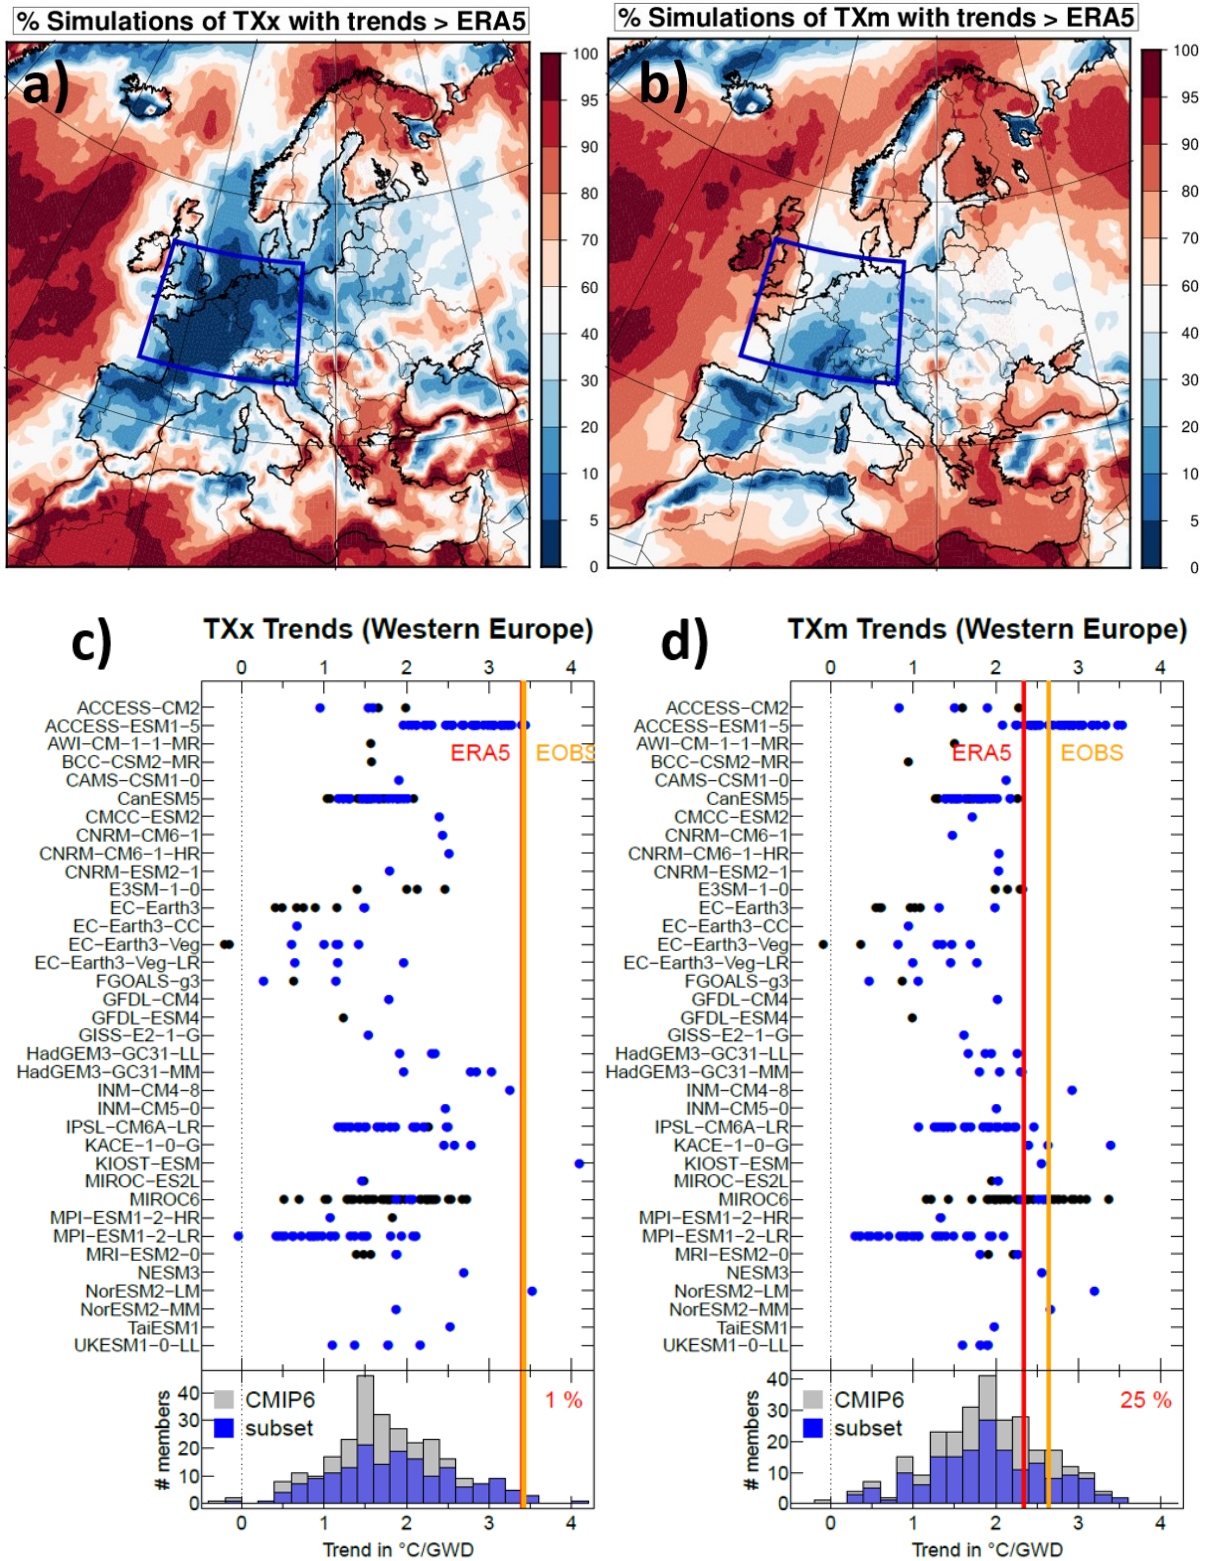 % Simulations of TXx with trends > ERA5
% Simulations of TXm with trends > ERA5
a)
100
95
90
80
70
60
40
30
20
10
5
0
b)
100
95
90
80
70
60
40
30
20
10
5
0
c)
TXx Trends (Western Europe)
0 1 2 3 4
ACCESS-CM2
ACCESS-ESM1-5
AWI-CM-1-1-MR
BCC-CSM2-MR
CAMS-CSM1-0
CanESM5
CMCC-ESM2
CNRM-CM6-1
CNRM-CM6-1-HR
CNRM-ESM2-1
E3SM-1-0
EC-Earth3
EC-Earth3-CC
EC-Earth3-Veg
EC-Earth3-Veg-LR
FGOALS-g3
GFDL-CM4
GFDL-ESM4
GISS-E2-1-G
HadGEM3-GC31-LL
HadGEM3-GC31-MM
INM-CM4-8
INM-CM5-0
IPSL-CM6A-LR
KACE-1-0-G
KIOST-ESM
MIROC-ES2L
MIROC6
MPI-ESM1-2-HR
MPI-ESM1-2-LR
MRI-ESM2-0
NESM3
NorESM2-LM
NorESM2-MM
TaiESM1
UKESM1-0-LL
ERA5 EOBS
# members
40
30
20
10
0
CMIP6
subset
1 %
0 1 2 3 4
Trend in °C/GWD
d)
TXm Trends (Western Europe)
0 1 2 3 4
ACCESS-CM2
ACCESS-ESM1-5
AWI-CM-1-1-MR
BCC-CSM2-MR
CAMS-CSM1-0
CanESM5
CMCC-ESM2
CNRM-CM6-1
CNRM-CM6-1-HR
CNRM-ESM2-1
E3SM-1-0
EC-Earth3
EC-Earth3-CC
EC-Earth3-Veg
EC-Earth3-Veg-LR
FGOALS-g3
GFDL-CM4
GFDL-ESM4
GISS-E2-1-G
HadGEM3-GC31-LL
HadGEM3-GC31-MM
INM-CM4-8
INM-CM5-0
IPSL-CM6A-LR
KACE-1-0-G
KIOST-ESM
MIROC-ES2L
MIROC6
MPI-ESM1-2-HR
MPI-ESM1-2-LR
MRI-ESM2-0
NESM3
NorESM2-LM
NorESM2-MM
TaiESM1
UKESM1-0-LL
ERA5 EOBS
# members
40
30
20
10
0
CMIP6
subset
25 %
0 1 2 3 4
Trend in °C/GWD